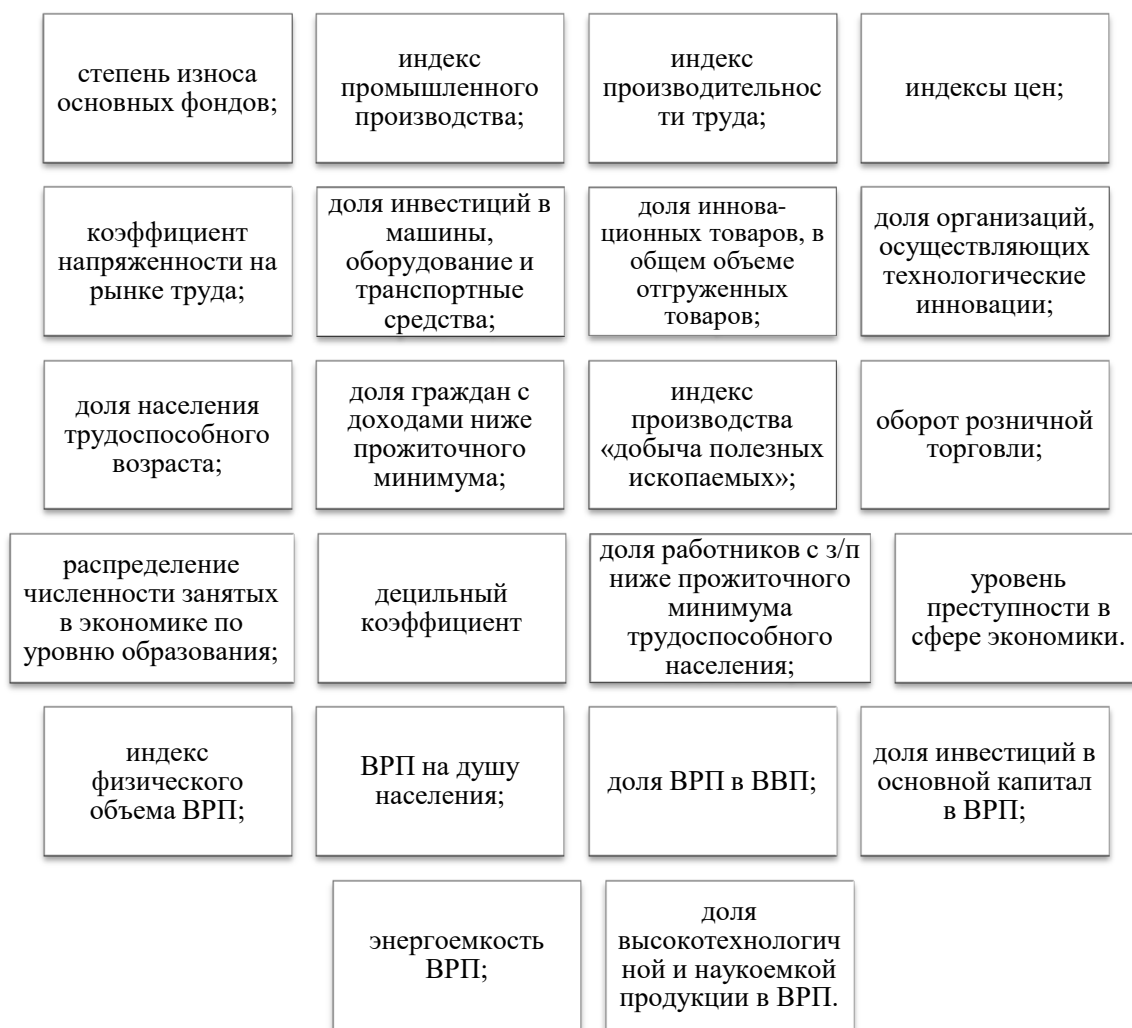 степень износа
основных фондов;
индекс
промышленного
производства;
индекс
производительнос
ти труда;
индексы цен;
коэффициент
напряженности на
рынке труда;
доля инвестиций в
машины,
оборудование и
транспортные
средства;
доля иннова-
ционных товаров, в
общем объеме
отгруженных
товаров;
доля организаций,
осуществляющих
технологические
инновации;
доля населения
трудоспособного
возраста;
доля граждан с
доходами ниже
прожиточного
минимума;
индекс
производства
«добыча полезных
ископаемых»;
оборот розничной
торговли;
распределение
численности занятых
в экономике по
уровню образования;
децильный
коэффициент
доля работников с з/п
ниже прожиточного
минимума
трудоспособного
населения;
уровень
преступности в
сфере экономики.
индекс
физического
объема ВРП;
ВРП на душу
населения;
доля ВРП в ВВП;
доля инвестиций в
основной капитал
в ВРП;
энергоемкость
ВРП;
доля
высокотехнологич
ной и наукоемкой
продукции в ВРП.